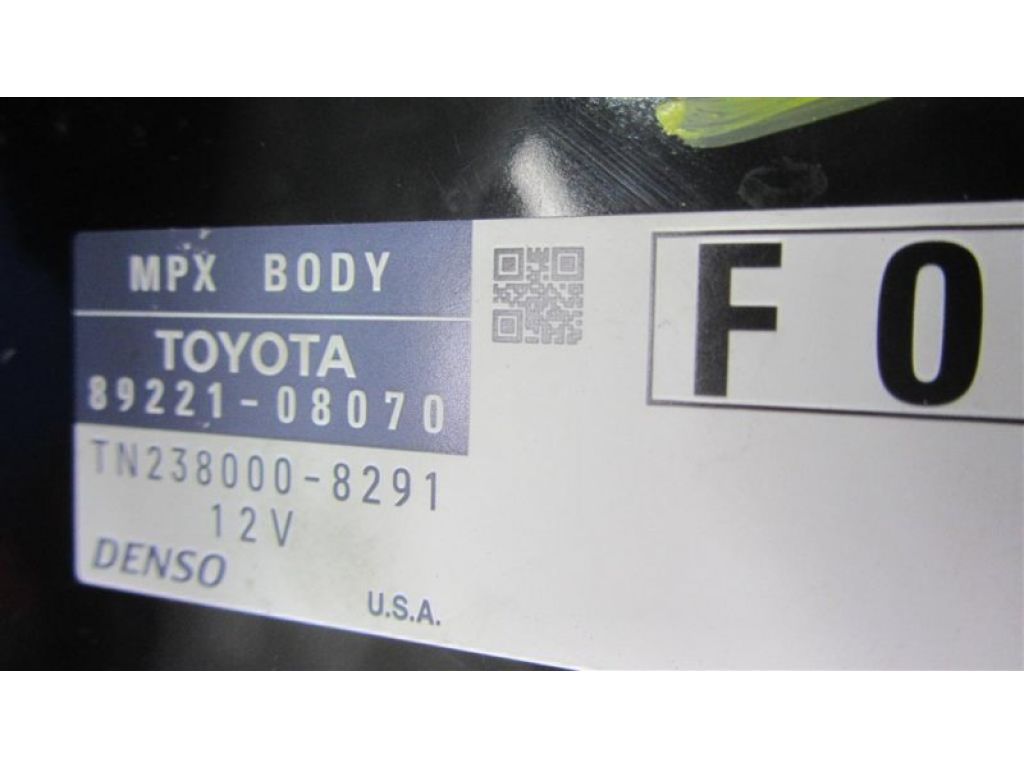 MPX BODY
TOYOTA
89221-08070
TN238000-8291
12V
DENSO
U.S.A.
F0